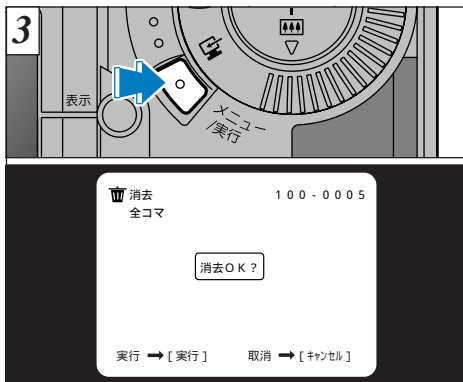 3
表示
メニュー
/実行
消去 100-0005
全コマ
消去OK?
実行 ➡ [実行] 取消 ➡ [ｷｬﾝｾﾙ]